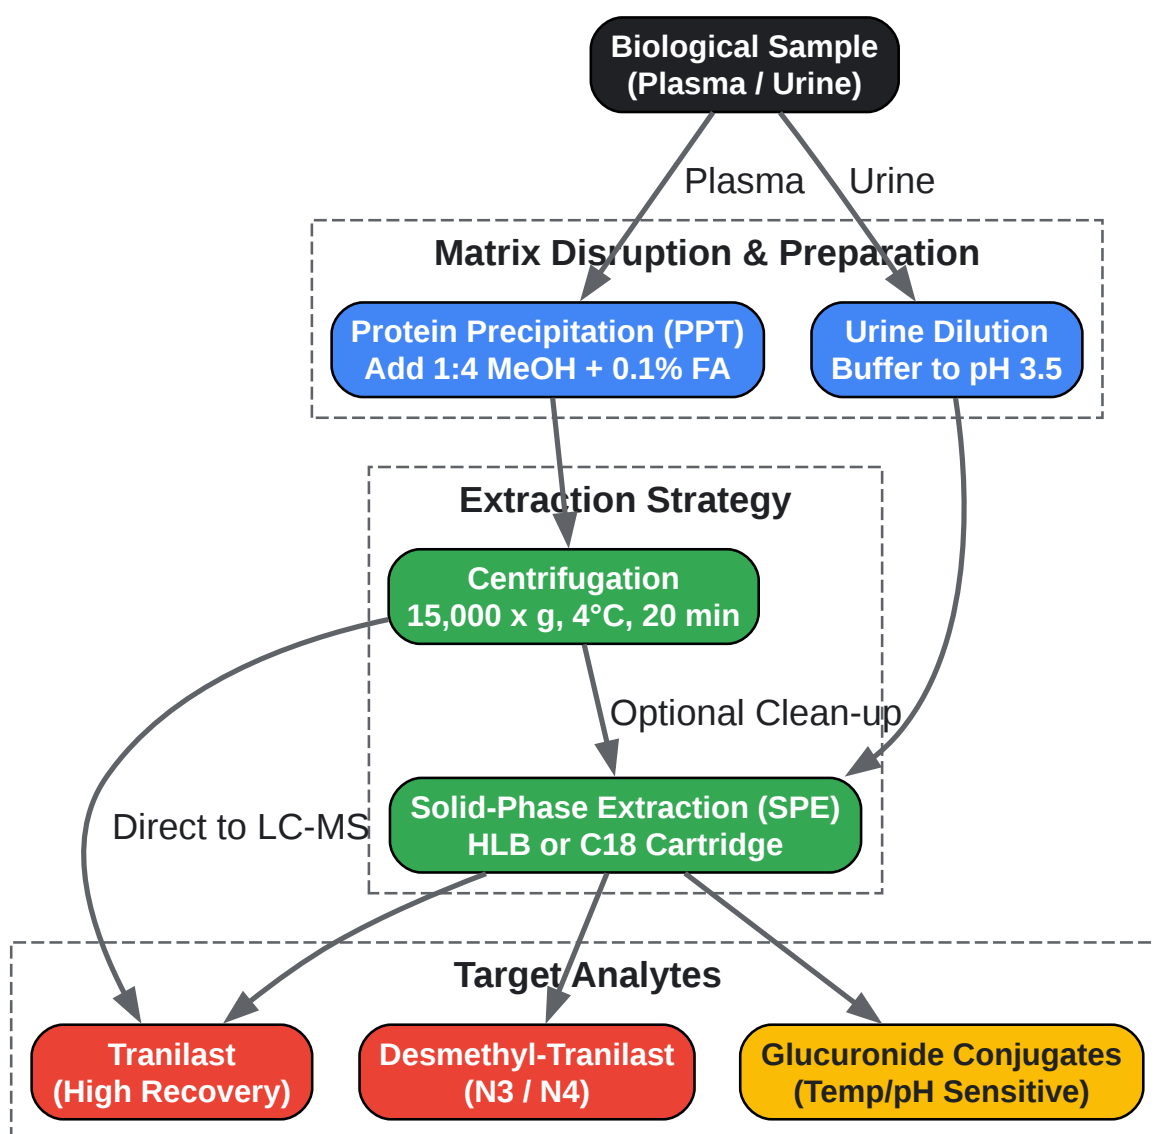 Biological Sample
(Plasma / Urine)
Plasma
Urine
Matrix Disruption & Preparation
Protein Precipitation (PPT)
Add 1:4 MeOH + 0.1% FA
Urine Dilution
Buffer to pH 3.5
Extraction Strategy
Centrifugation
15,000 x g, 4°C, 20 min
Optional Clean-up
Direct to LC-MS
Solid-Phase Extraction (SPE)
HLB or C18 Cartridge
Target Analytes
Tranilast
(High Recovery)
Desmethyl-Tranilast
(N3 / N4)
Glucuronide Conjugates
(Temp/pH Sensitive)